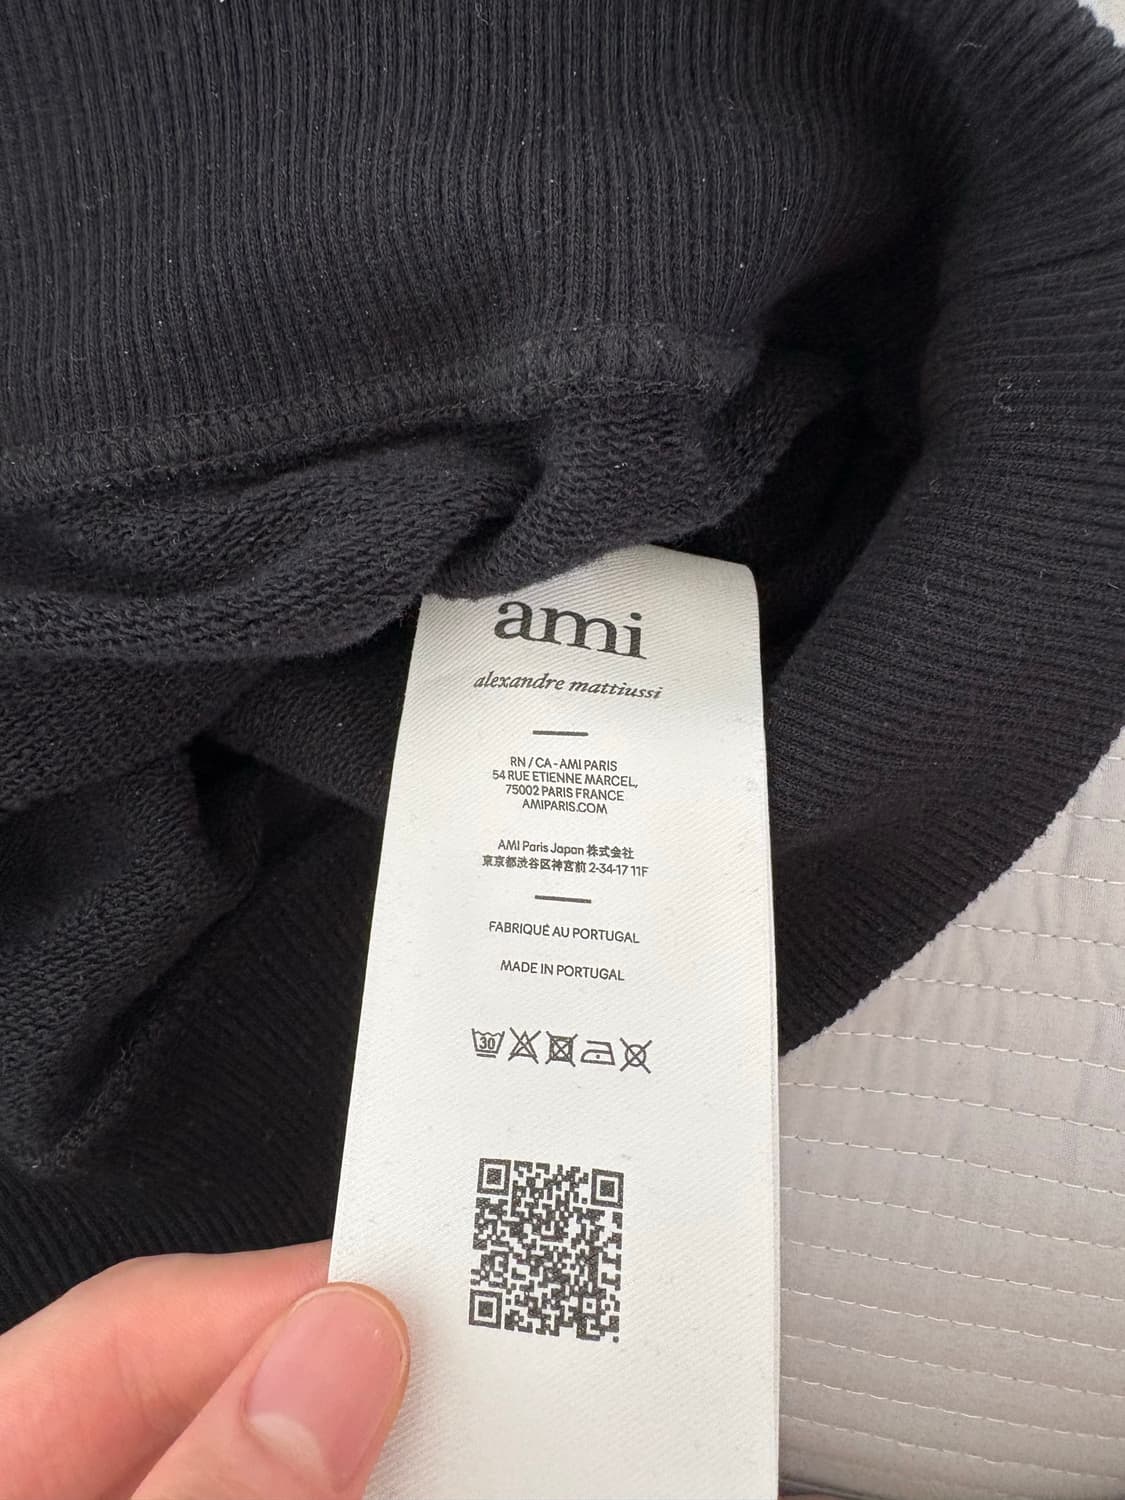 ami
alexandre mattiussi
RN / CA - AMI PARIS
54 RUE ETIENNE MARCEL,
75002 PARIS FRANCE
AMIPARIS.COM
AMI Paris Japan 株式会社
東京都渋谷区神宮前 2-34-17 11F
FABRIQUÉ AU PORTUGAL
MADE IN PORTUGAL
30